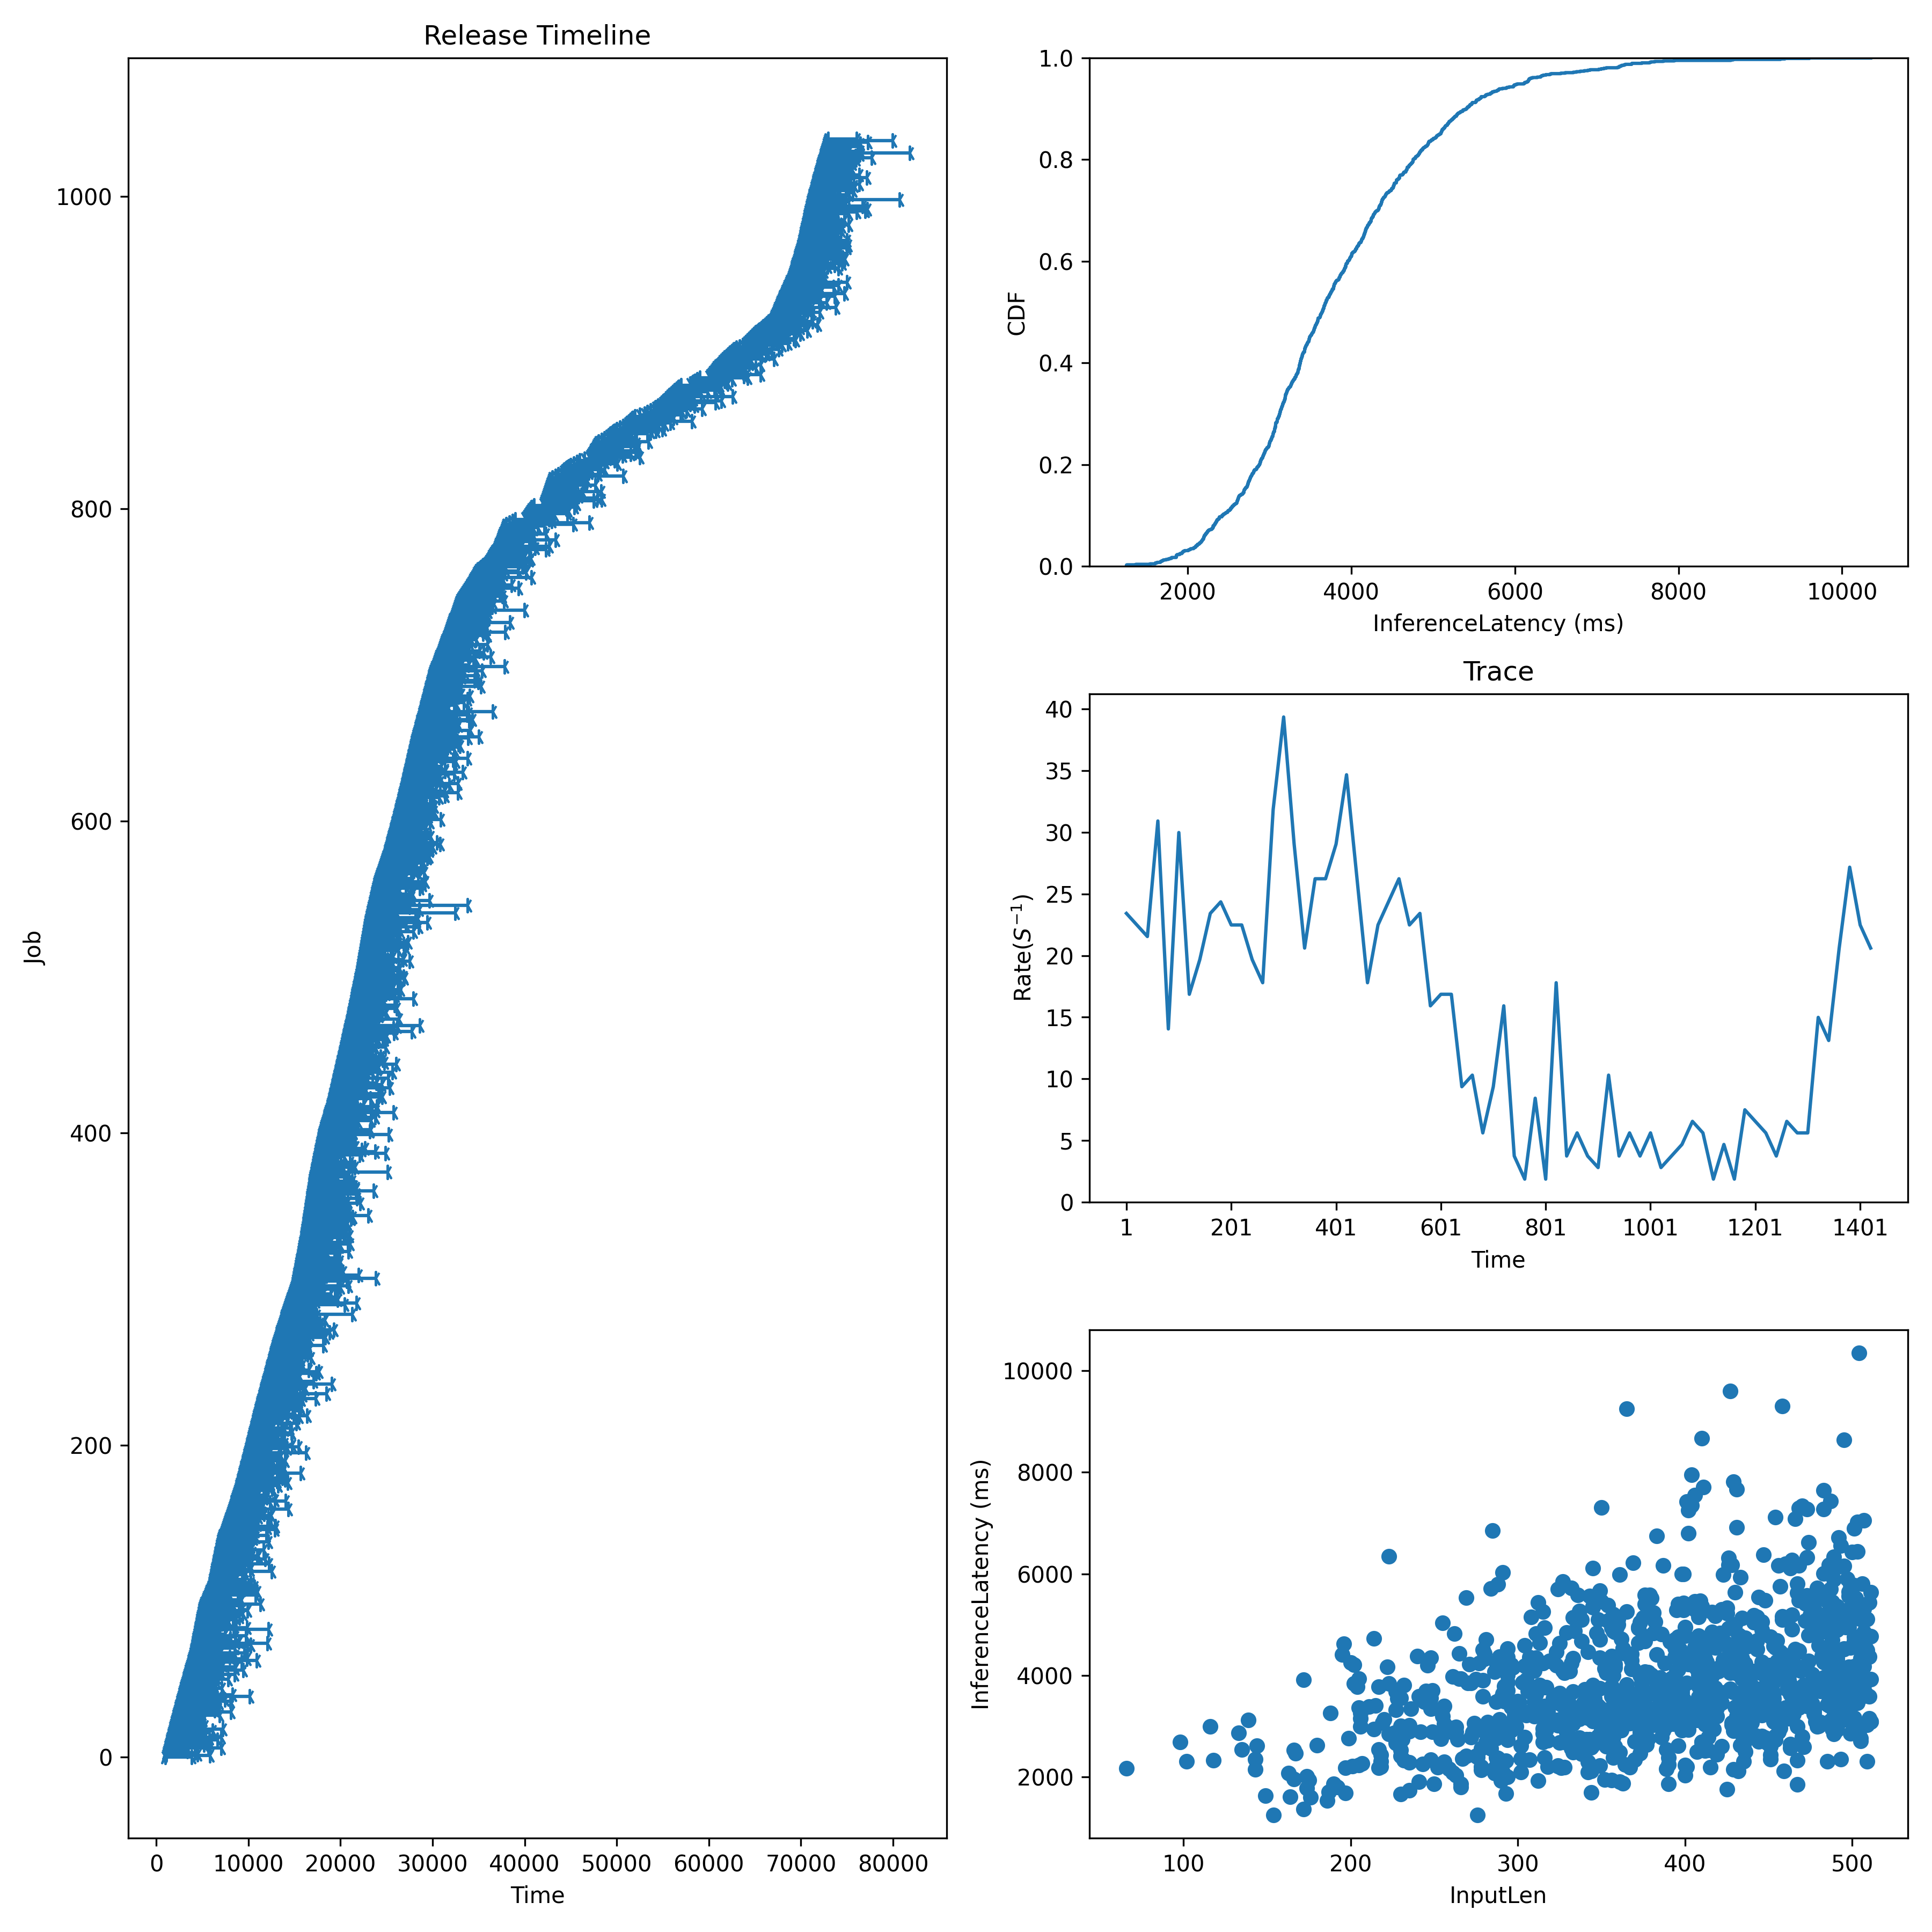 Release Timeline
Job
1000
800
600
400
200
0
0 10000 20000 30000 40000 50000 60000 70000 80000
Time
CDF
1.0
0.8
0.6
0.4
0.2
0.0
2000 4000 6000 8000 10000
InferenceLatency (ms)
Trace
Rate(S⁻¹)
40
35
30
25
20
15
10
5
0
1 201 401 601 801 1001 1201 1401
Time
InferenceLatency (ms)
10000
8000
6000
4000
2000
100 200 300 400 500
InputLen